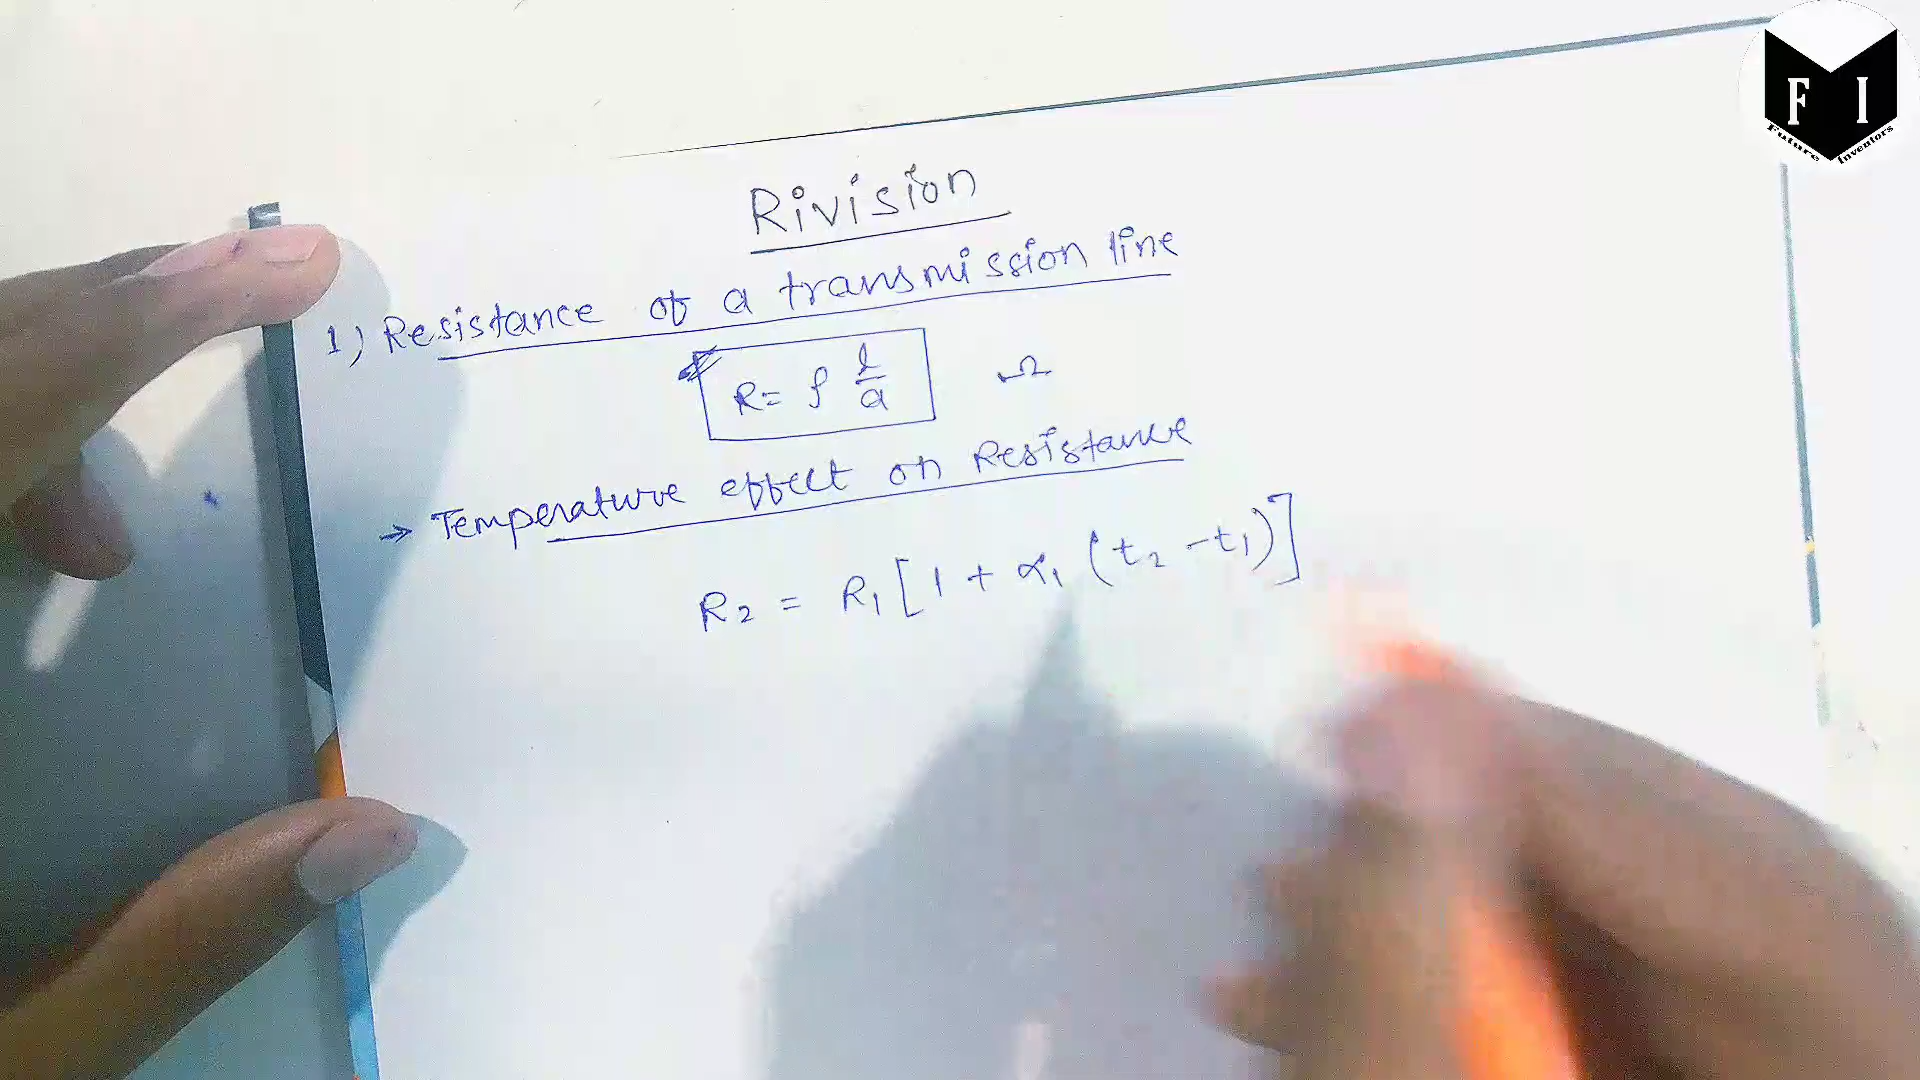 F I
Future Inventors
Rivision
1) Resistance of a transmission line
R = ρ l/a Ω
→ Temperature effect on Resistance
R₂ = R₁ [1 + α₁ (t₂ - t₁)]